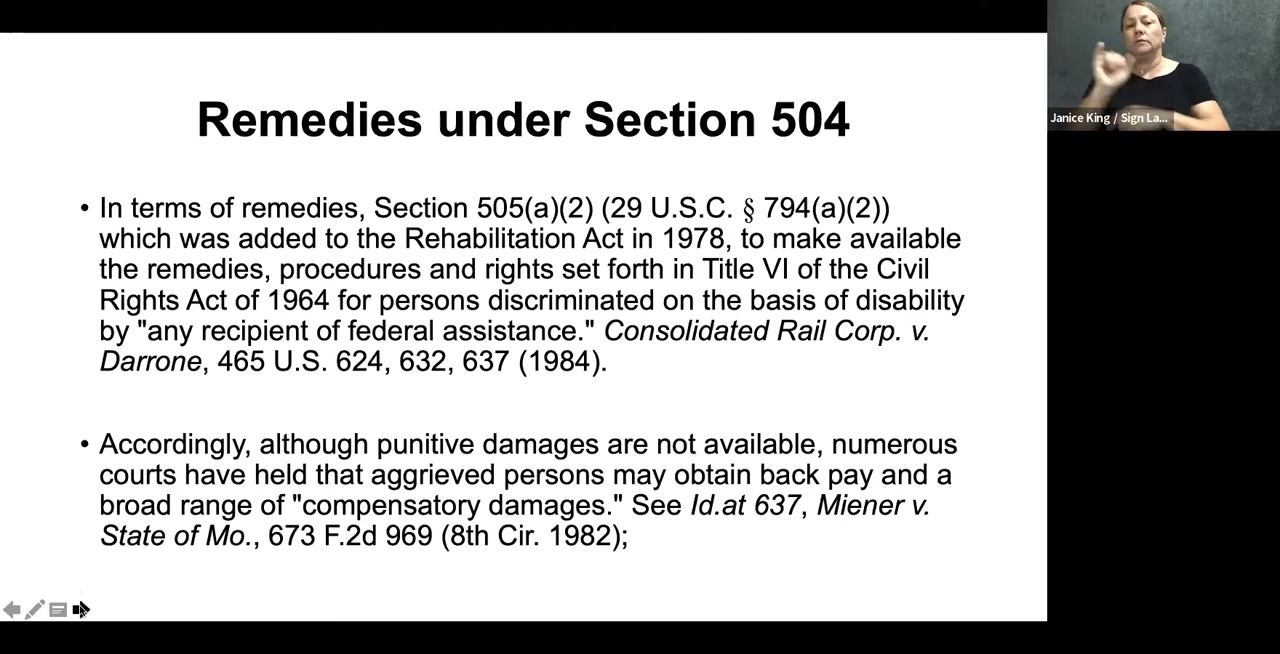 Remedies under Section 504
• In terms of remedies, Section 505(a)(2) (29 U.S.C. § 794(a)(2))
which was added to the Rehabilitation Act in 1978, to make available
the remedies, procedures and rights set forth in Title VI of the Civil
Rights Act of 1964 for persons discriminated on the basis of disability
by "any recipient of federal assistance." Consolidated Rail Corp. v.
Darrone, 465 U.S. 624, 632, 637 (1984).
• Accordingly, although punitive damages are not available, numerous
courts have held that aggrieved persons may obtain back pay and a
broad range of "compensatory damages." See Id.at 637, Miener v.
State of Mo., 673 F.2d 969 (8th Cir. 1982);
Janice King / Sign La...